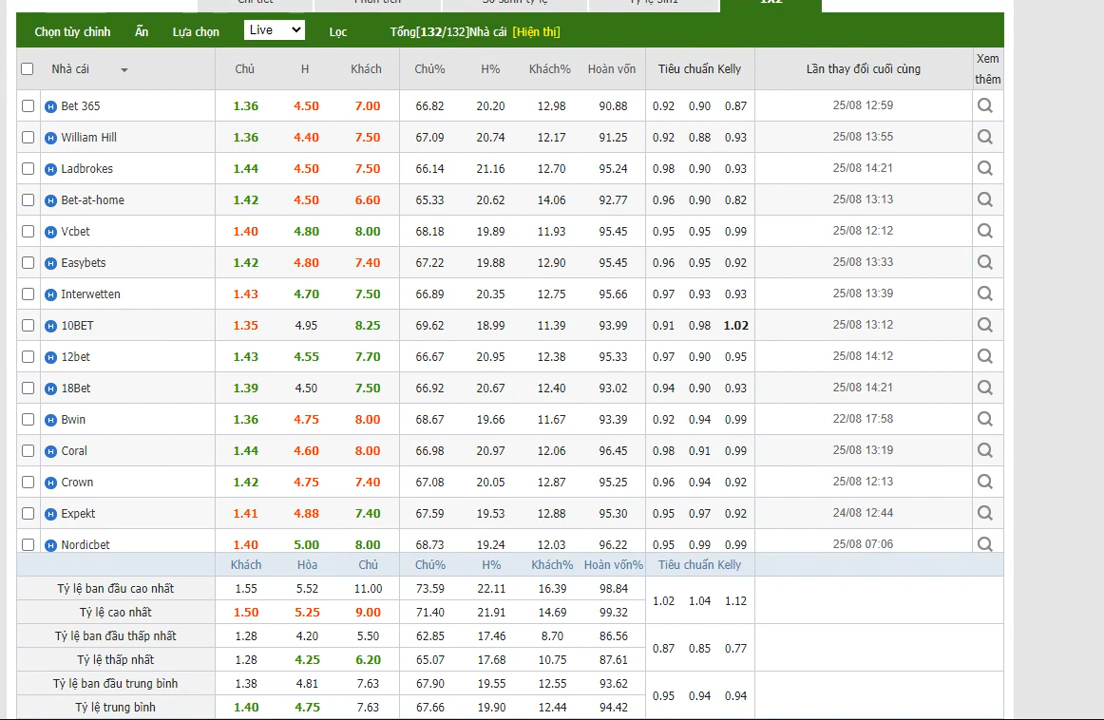 Chi tiết Phân tích So sánh tỷ lệ Tỷ lệ 3in1 1X2
Chọn tùy chỉnh Ẩn Lựa chọn Live Lọc Tổng[132/132]Nhà cái [Hiện thị]
Nhà cái Chủ H Khách Chủ% H% Khách% Hoàn vốn Tiêu chuẩn Kelly Lần thay đổi cuối cùng Xem thêm
Bet 365 1.36 4.50 7.00 66.82 20.20 12.98 90.88 0.92 0.90 0.87 25/08 12:59
William Hill 1.36 4.40 7.50 67.09 20.74 12.17 91.25 0.92 0.88 0.93 25/08 13:55
Ladbrokes 1.44 4.50 7.50 66.14 21.16 12.70 95.24 0.98 0.90 0.93 25/08 14:21
Bet-at-home 1.42 4.50 6.60 65.33 20.62 14.06 92.77 0.96 0.90 0.82 25/08 13:13
Vcbet 1.40 4.80 8.00 68.18 19.89 11.93 95.45 0.95 0.95 0.99 25/08 12:12
Easybets 1.42 4.80 7.40 67.22 19.88 12.90 95.45 0.96 0.95 0.92 25/08 13:33
Interwetten 1.43 4.70 7.50 66.89 20.35 12.75 95.66 0.97 0.93 0.93 25/08 13:39
10BET 1.35 4.95 8.25 69.62 18.99 11.39 93.99 0.91 0.98 1.02 25/08 13:12
12bet 1.43 4.55 7.70 66.67 20.95 12.38 95.33 0.97 0.90 0.95 25/08 14:12
18Bet 1.39 4.50 7.50 66.92 20.67 12.40 93.02 0.94 0.90 0.93 25/08 14:21
Bwin 1.36 4.75 8.00 68.67 19.66 11.67 93.39 0.92 0.94 0.99 22/08 17:58
Coral 1.44 4.60 8.00 66.98 20.97 12.06 96.45 0.98 0.91 0.99 25/08 13:19
Crown 1.42 4.75 7.40 67.08 20.05 12.87 95.25 0.96 0.94 0.92 25/08 12:13
Expekt 1.41 4.88 7.40 67.59 19.53 12.88 95.30 0.95 0.97 0.92 24/08 12:44
Nordicbet 1.40 5.00 8.00 68.73 19.24 12.03 96.22 0.95 0.99 0.99 25/08 07:06
Khách Hòa Chủ Chủ% H% Khách% Hoàn vốn% Tiêu chuẩn Kelly
Tỷ lệ ban đầu cao nhất 1.55 5.52 11.00 73.59 22.11 16.39 98.84
1.02 1.04 1.12
Tỷ lệ cao nhất 1.50 5.25 9.00 71.40 21.91 14.69 99.32
Tỷ lệ ban đầu thấp nhất 1.28 4.20 5.50 62.85 17.46 8.70 86.56
0.87 0.85 0.77
Tỷ lệ thấp nhất 1.28 4.25 6.20 65.07 17.68 10.75 87.61
Tỷ lệ ban đầu trung bình 1.38 4.81 7.63 67.90 19.55 12.55 93.62
0.95 0.94 0.94
Tỷ lệ trung bình 1.40 4.75 7.63 67.66 19.90 12.44 94.42